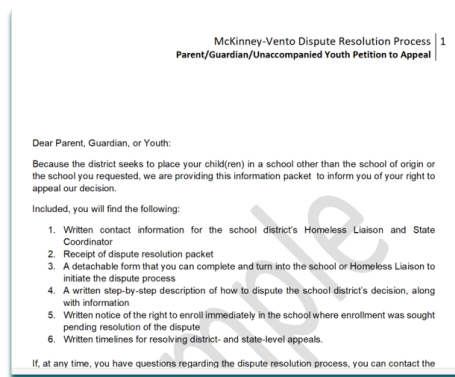 McKinney-Vento Dispute Resolution Process | 1
Parent/Guardian/Unaccompanied Youth Petition to Appeal
Dear Parent, Guardian, or Youth:
Because the district seeks to place your child(ren) in a school other than the school of origin or
the school you requested, we are providing this information packet to inform you of your right to
appeal our decision.
Included, you will find the following:
1. Written contact information for the school district's Homeless Liaison and State
Coordinator
2. Receipt of dispute resolution packet
3. A detachable form that you can complete and turn into the school or Homeless Liaison to
initiate the dispute process
4. A written step-by-step description of how to dispute the school district's decision, along
with information
5. Written notice of the right to enroll immediately in the school where enrollment was sought
pending resolution of the dispute
6. Written timelines for resolving district- and state-level appeals.
If, at any time, you have questions regarding the dispute resolution process, you can contact the